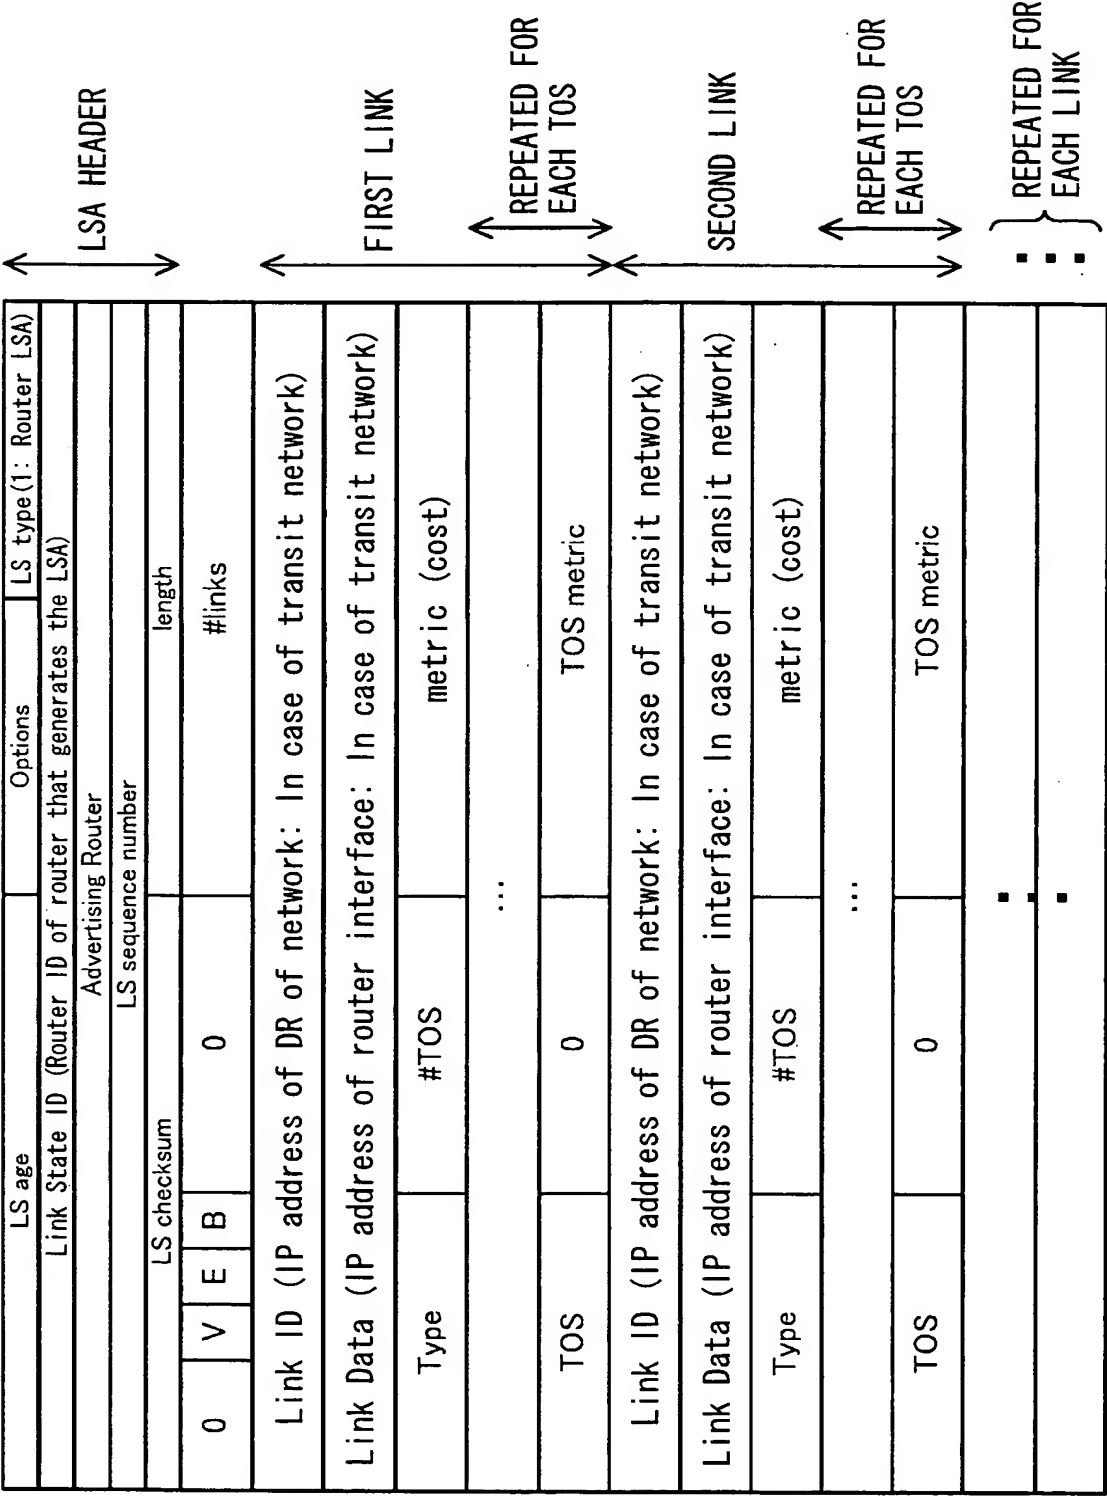 LS age
Options
LS type(1: Router LSA)
Link State ID (Router ID of router that generates the LSA)
Advertising Router
LS sequence number
LS checksum
length
LSA HEADER
0
V
E
B
0
#links
Link ID (IP address of DR of network: In case of transit network)
Link Data (IP address of router interface: In case of transit network)
Type
#TOS
metric (cost)
...
TOS
0
TOS metric
FIRST LINK
REPEATED FOR
EACH TOS
Link ID (IP address of DR of network: In case of transit network)
Link Data (IP address of router interface: In case of transit network)
Type
#TOS
metric (cost)
...
TOS
0
TOS metric
SECOND LINK
REPEATED FOR
EACH TOS
REPEATED FOR
EACH LINK